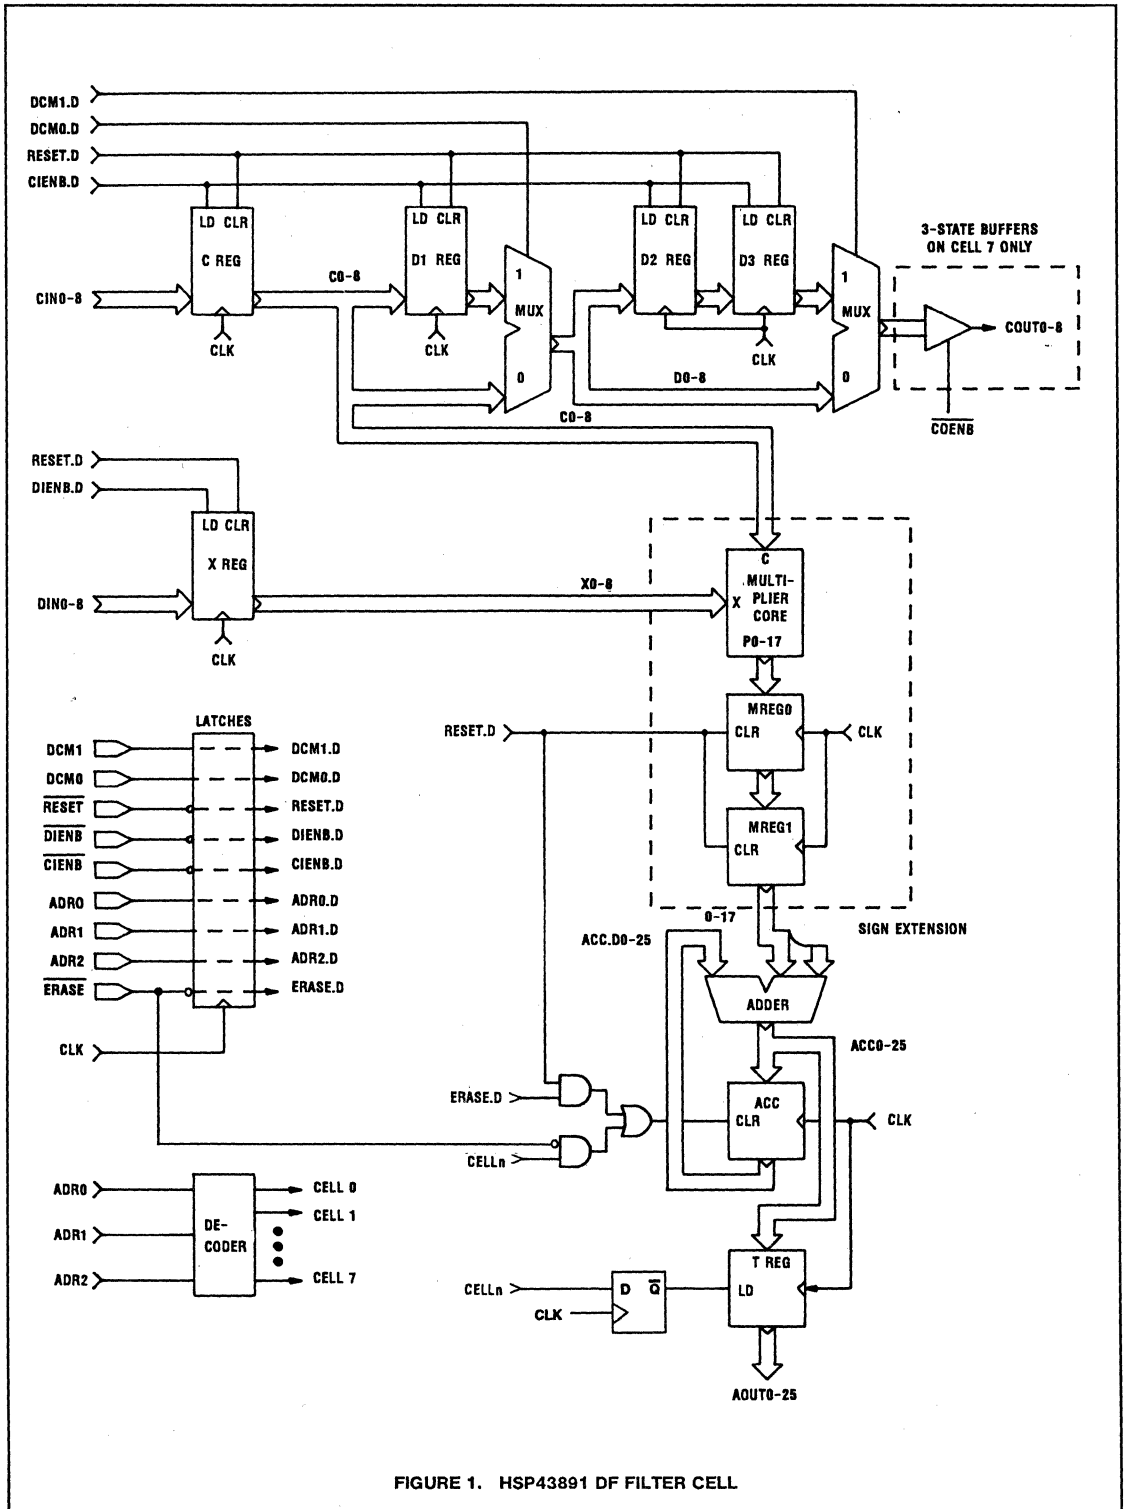 DCM1.D
DCM0.D
RESET.D
CIENB.D
LD CLR
C REG
CLK
CIN0-8
C0-8
LD CLR
D1 REG
CLK
1
MUX
0
LD CLR
D2 REG
LD CLR
D3 REG
CLK
D0-8
C0-8
1
MUX
0
3-STATE BUFFERS
ON CELL 7 ONLY
COUT0-8
COENB
RESET.D
DIENB.D
LD CLR
X REG
CLK
DIN0-8
X0-8
C
MULTI-
X PLIER
CORE
P0-17
MREG0
CLR
CLK
RESET.D
MREG1
CLR
0-17
SIGN EXTENSION
LATCHES
DCM1
DCM1.D
DCM0
DCM0.D
RESET
RESET.D
DIENB
DIENB.D
CIENB
CIENB.D
ADR0
ADR0.D
ADR1
ADR1.D
ADR2
ADR2.D
ERASE
ERASE.D
CLK
ACC.D0-25
ADDER
ACC0-25
ERASE.D
CELLn
ACC
CLR
CLK
ADR0
ADR1
ADR2
DE-
CODER
CELL 0
CELL 1
CELL 7
CELLn
CLK
D Q
T REG
LD
AOUT0-25
FIGURE 1. HSP43891 DF FILTER CELL